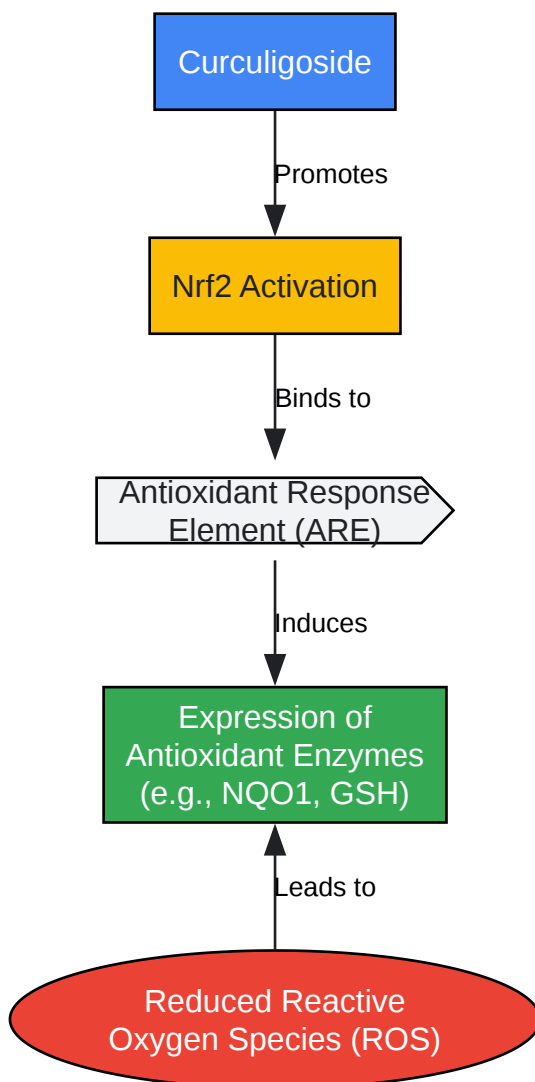 Curculigoside
Promotes
Nrf2 Activation
Binds to
Antioxidant Response
Element (ARE)
Induces
Expression of
Antioxidant Enzymes
(e.g., NQO1, GSH)
Leads to
Reduced Reactive
Oxygen Species (ROS)